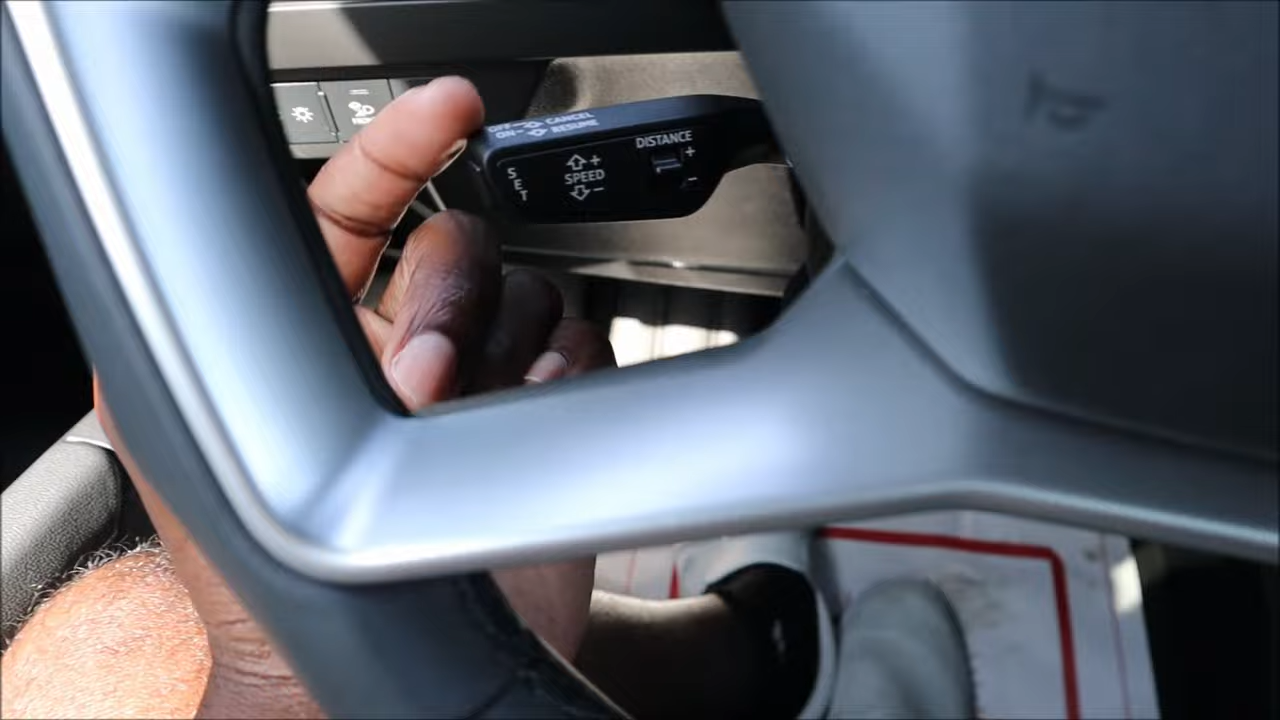 OFF CANCEL
ON RESUME
DISTANCE
+
-
SET
+
SPEED
-